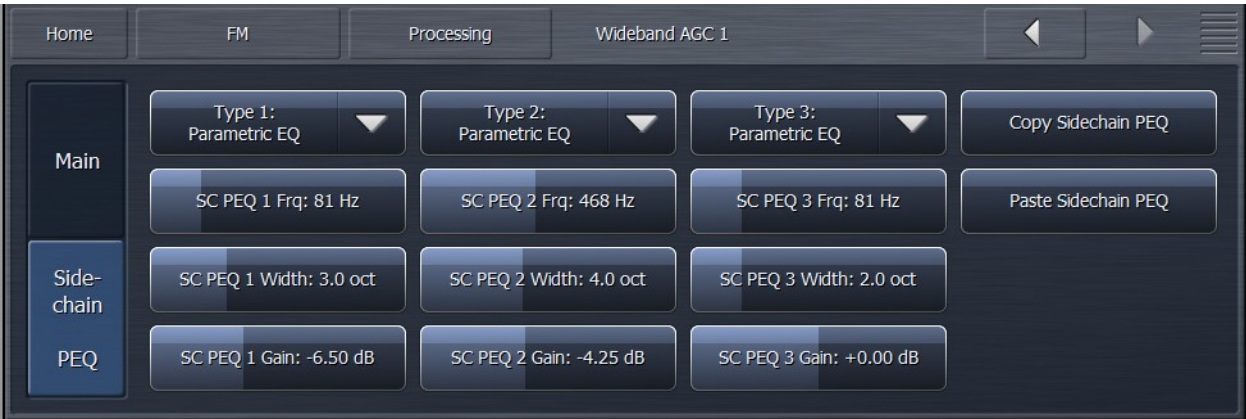 Home
FM
Processing
Wideband AGC 1
Main
Side-
chain
PEQ
Type 1:
Parametric EQ
Type 2:
Parametric EQ
Type 3:
Parametric EQ
Copy Sidechain PEQ
SC PEQ 1 Frq: 81 Hz
SC PEQ 2 Frq: 468 Hz
SC PEQ 3 Frq: 81 Hz
Paste Sidechain PEQ
SC PEQ 1 Width: 3.0 oct
SC PEQ 2 Width: 4.0 oct
SC PEQ 3 Width: 2.0 oct
SC PEQ 1 Gain: -6.50 dB
SC PEQ 2 Gain: -4.25 dB
SC PEQ 3 Gain: +0.00 dB